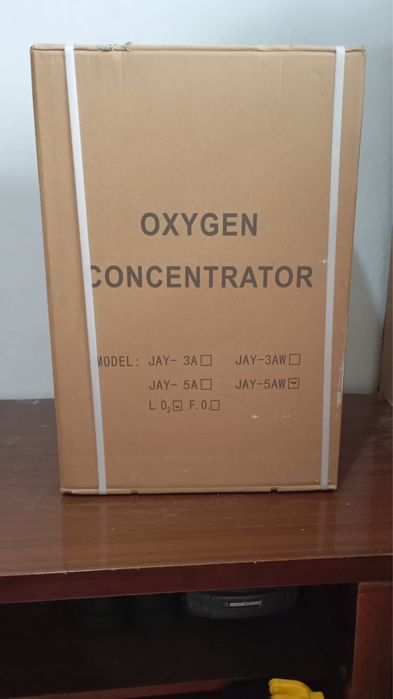 OXYGEN
CONCENTRATOR
MODEL: JAY- 3A☐ JAY-3AW☐
JAY- 5A☐ JAY-5AW☑
L.O₂☑ F.O.☐